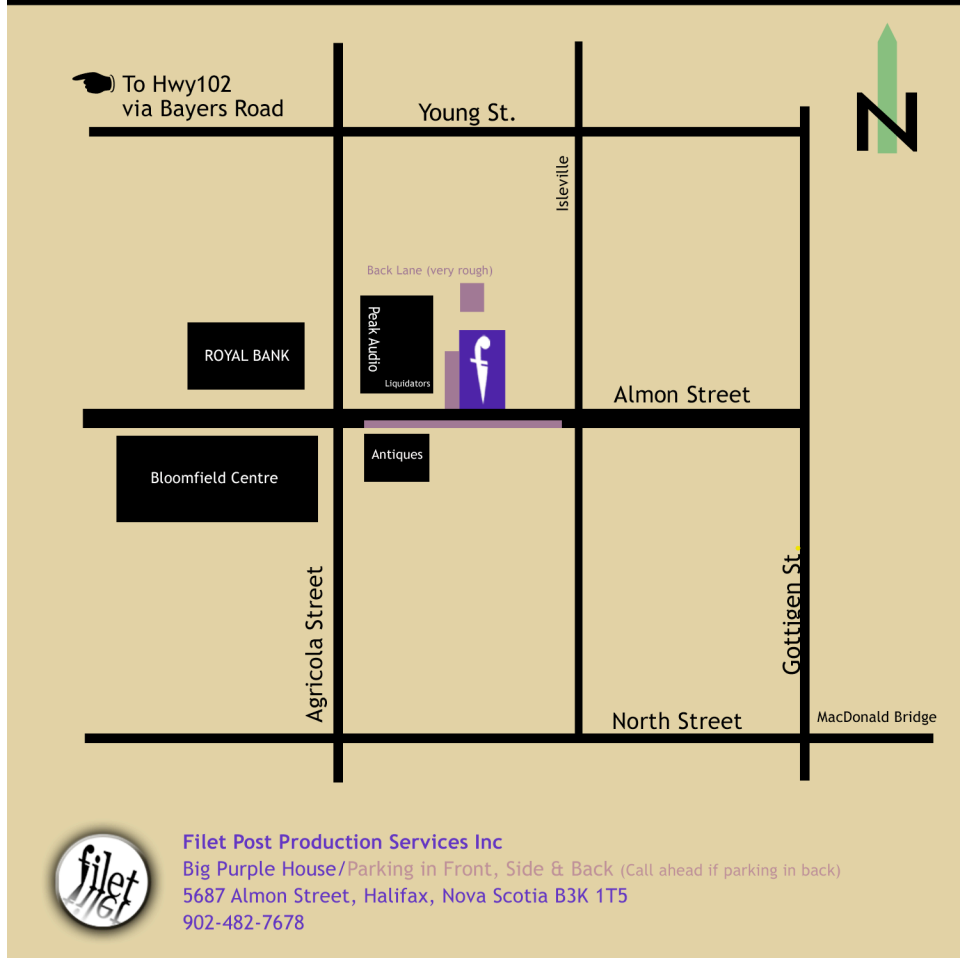 To Hwy102
via Bayers Road
Young St.
N
Isleville
Back Lane (very rough)
Peak Audio
Liquidators
ROYAL BANK
f
Almon Street
Antiques
Bloomfield Centre
Gottigen St.
Agricola Street
North Street
MacDonald Bridge
filet
Filet Post Production Services Inc
Big Purple House/Parking in Front, Side & Back (Call ahead if parking in back)
5687 Almon Street, Halifax, Nova Scotia B3K 1T5
902-482-7678